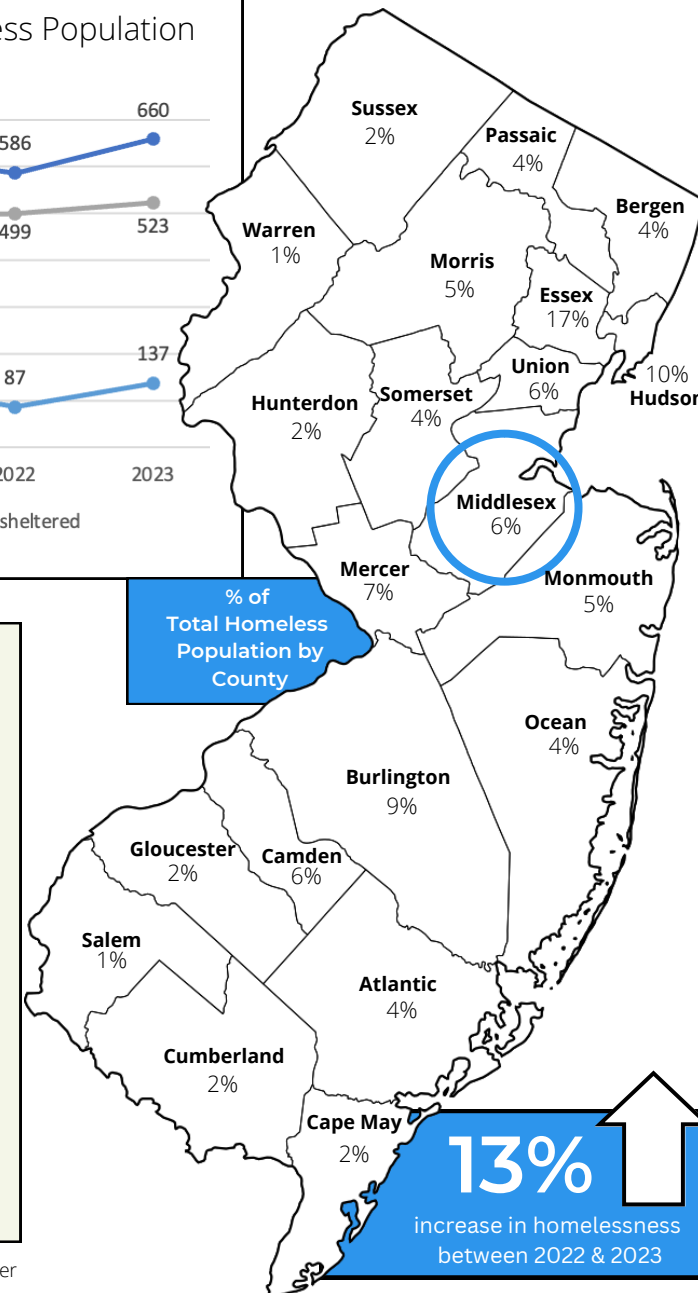 ess Population
660
586
499
523
137
87
2022
2023
sheltered
Sussex
2%
Passaic
4%
Bergen
4%
Warren
1%
Morris
5%
Essex
17%
10%
Hudson
Union
6%
Somerset
4%
Hunterdon
2%
Middlesex
6%
Mercer
7%
Monmouth
5%
% of
Total Homeless
Population by
County
Ocean
4%
Burlington
9%
Gloucester
2%
Camden
6%
Salem
1%
Atlantic
4%
Cumberland
2%
Cape May
2%
13%
increase in homelessness
between 2022 & 2023
er